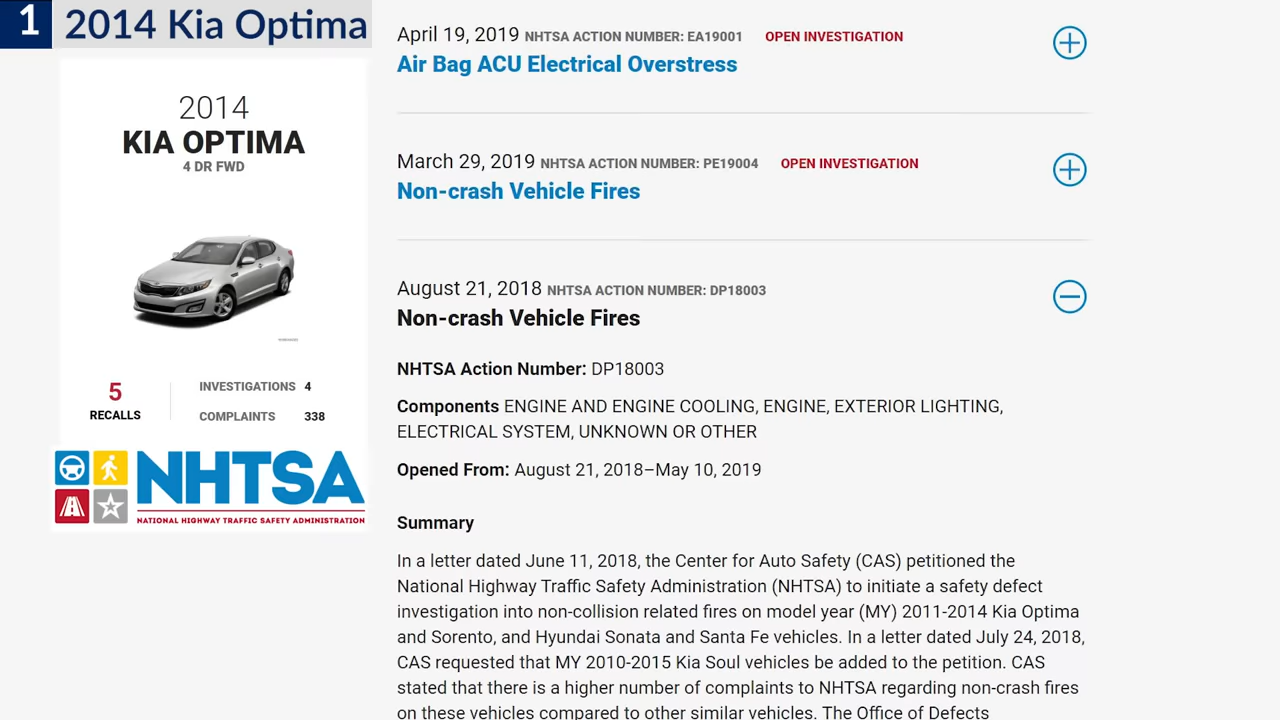 1 2014 Kia Optima
2014
KIA OPTIMA
4 DR FWD
5
RECALLS
INVESTIGATIONS 4
COMPLAINTS 338
NHTSA
NATIONAL HIGHWAY TRAFFIC SAFETY ADMINISTRATION
April 19, 2019 NHTSA ACTION NUMBER: EA19001 OPEN INVESTIGATION
Air Bag ACU Electrical Overstress
March 29, 2019 NHTSA ACTION NUMBER: PE19004 OPEN INVESTIGATION
Non-crash Vehicle Fires
August 21, 2018 NHTSA ACTION NUMBER: DP18003
Non-crash Vehicle Fires
NHTSA Action Number: DP18003
Components ENGINE AND ENGINE COOLING, ENGINE, EXTERIOR LIGHTING,
ELECTRICAL SYSTEM, UNKNOWN OR OTHER
Opened From: August 21, 2018–May 10, 2019
Summary
In a letter dated June 11, 2018, the Center for Auto Safety (CAS) petitioned the
National Highway Traffic Safety Administration (NHTSA) to initiate a safety defect
investigation into non-collision related fires on model year (MY) 2011-2014 Kia Optima
and Sorento, and Hyundai Sonata and Santa Fe vehicles. In a letter dated July 24, 2018,
CAS requested that MY 2010-2015 Kia Soul vehicles be added to the petition. CAS
stated that there is a higher number of complaints to NHTSA regarding non-crash fires
on these vehicles compared to other similar vehicles. The Office of Defects